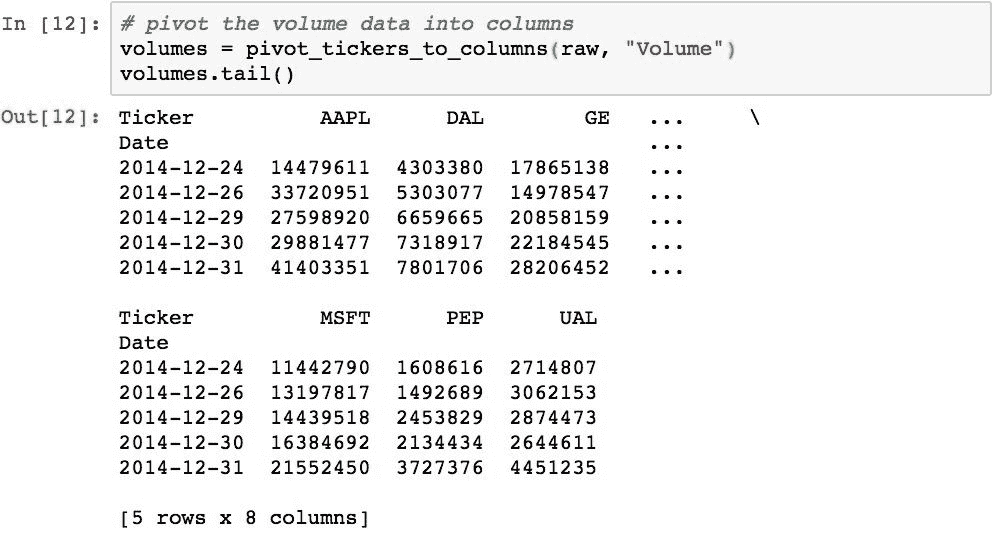 In [12]: # pivot the volume data into columns
volumes = pivot_tickers_to_columns(raw, "Volume")
volumes.tail()
Out[12]: Ticker AAPL DAL GE ... \
Date ...
2014-12-24 14479611 4303380 17865138 ...
2014-12-26 33720951 5303077 14978547 ...
2014-12-29 27598920 6659665 20858159 ...
2014-12-30 29881477 7318917 22184545 ...
2014-12-31 41403351 7801706 28206452 ...
Ticker MSFT PEP UAL
Date
2014-12-24 11442790 1608616 2714807
2014-12-26 13197817 1492689 3062153
2014-12-29 14439518 2453829 2874473
2014-12-30 16384692 2134434 2644611
2014-12-31 21552450 3727376 4451235
[5 rows x 8 columns]